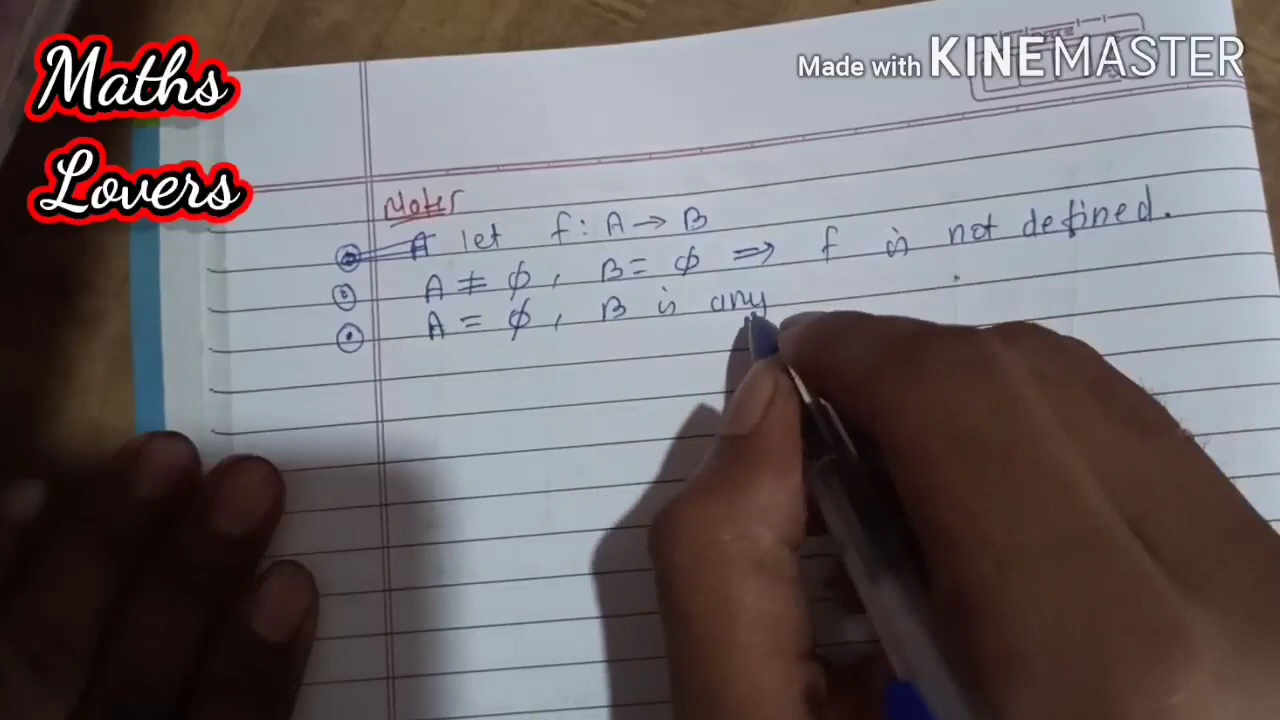 Maths
Lovers
Made with KINEMASTER
Note:
let f : A → B
A ≠ ϕ, B = ϕ ⇒ f is not defined.
A = ϕ, B is any